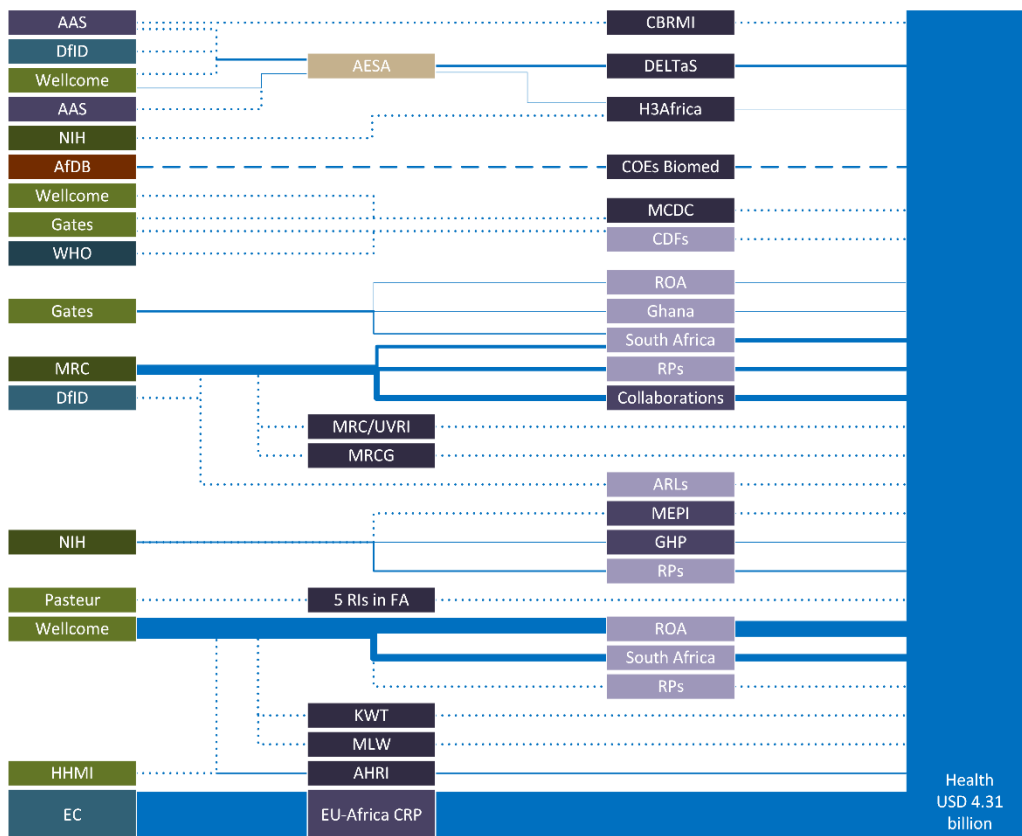 AAS
CBRMI
DfID
AESA
DELTaS
Wellcome
AAS
H3Africa
NIH
AfDB
COEs Biomed
Wellcome
MCDC
Gates
CDFs
WHO
ROA
Gates
Ghana
South Africa
MRC
RPs
DfID
Collaborations
MRC/UVRI
MRCG
ARLs
MEPI
NIH
GHP
RPs
Pasteur
5 RIs in FA
Wellcome
ROA
South Africa
RPs
KWT
MLW
HHMI
AHRI
EC
EU-Africa CRP
Health
USD 4.31
billion